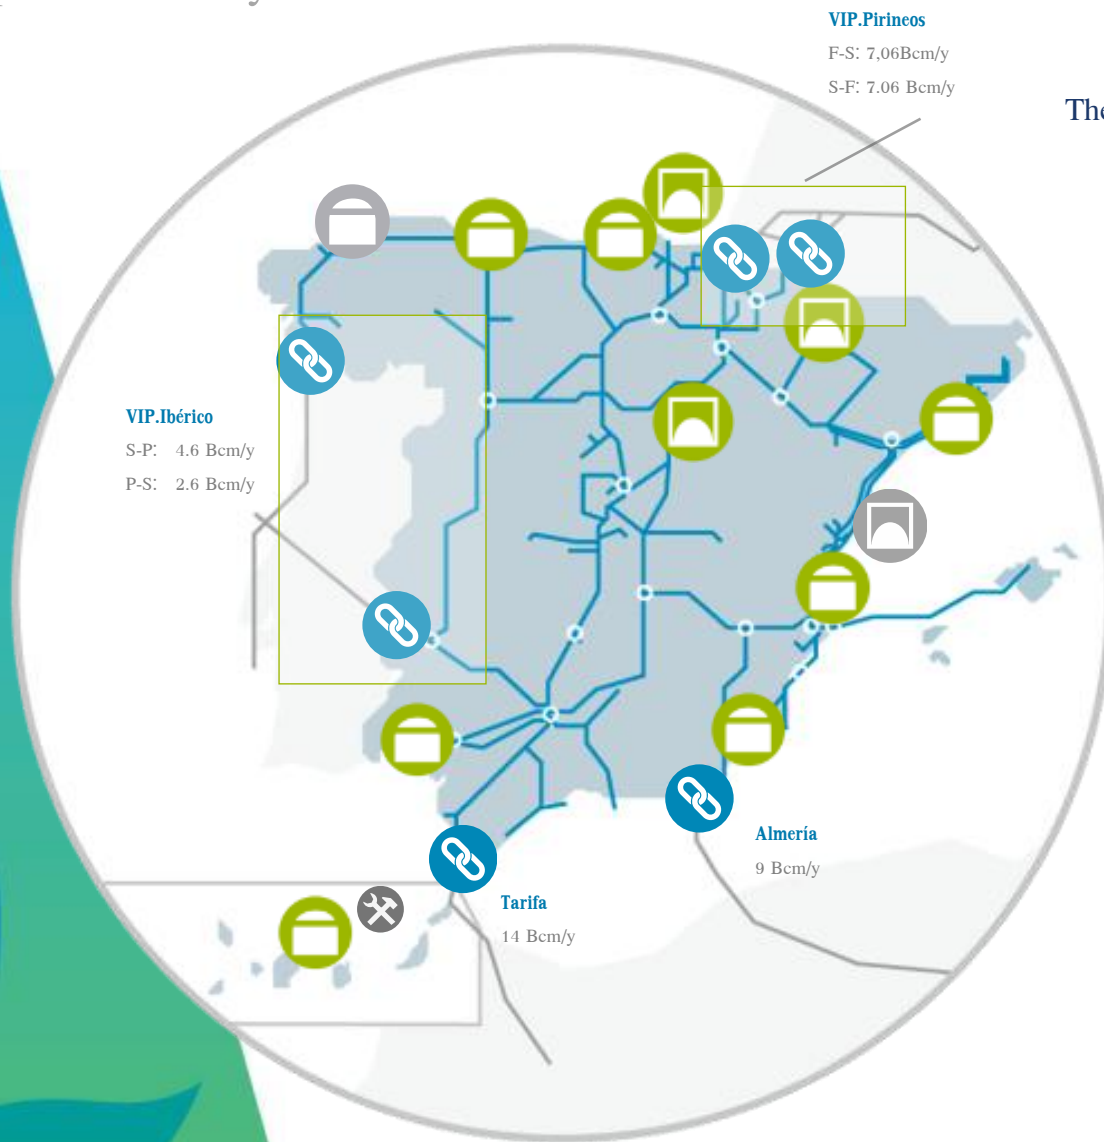 VIP.Pirineos
F-S: 7,06Bcm/y
S-F: 7.06 Bcm/y
The
VIP.Ibérico
S-P: 4.6 Bcm/y
P-S: 2.6 Bcm/y
Almería
9 Bcm/y
Tarifa
14 Bcm/y